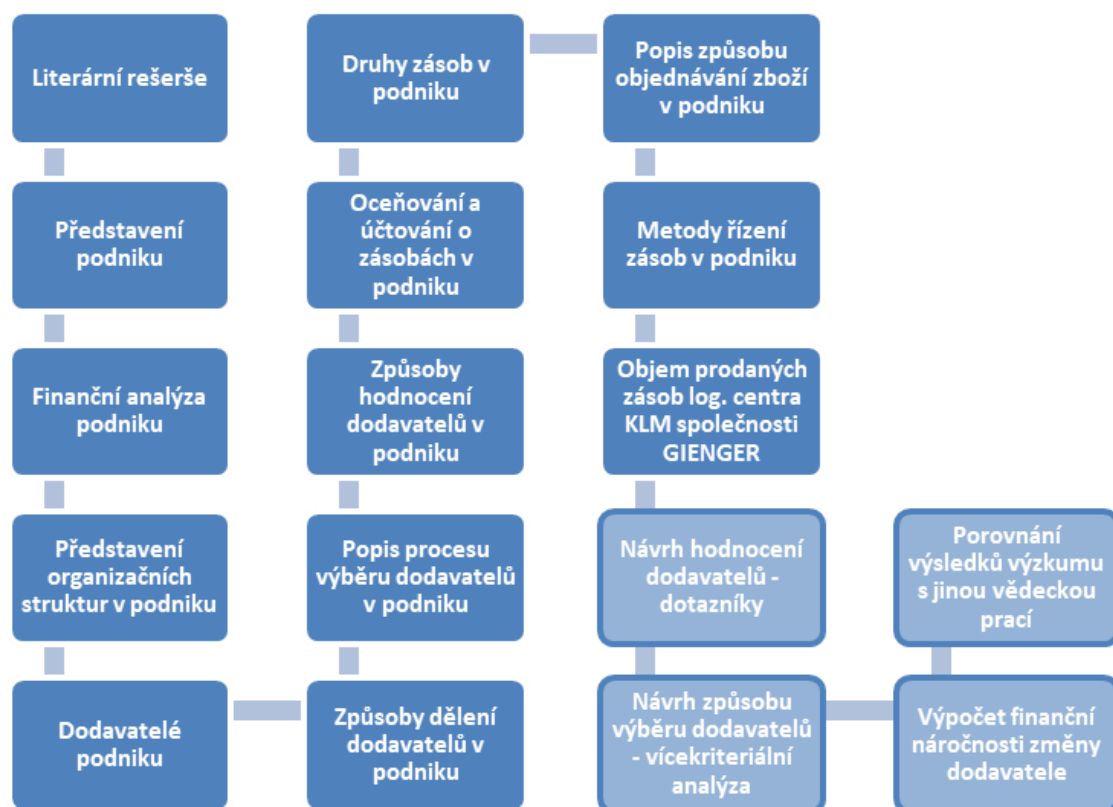 Literární rešerše
Představení
podniku
Finanční analýza
podniku
Představení
organizačních
struktur v podniku
Dodavatelé
podniku
Způsoby dělení
dodavatelů v
podniku
Popis procesu
výběru dodavatelů
v podniku
Způsoby
hodnocení
dodavatelů v
podniku
Oceňování a
účtování o
zásobách v
podniku
Druhy zásob v
podniku
Popis způsobu
objednávání zboží
v podniku
Metody řízení
zásob v podniku
Objem prodaných
zásob log. centra
KLM společnosti
GIENGER
Návrh hodnocení
dodavatelů -
dotazníky
Návrh způsobu
výběru dodavatelů
- vícekriteriální
analýza
Výpočet finanční
náročnosti změny
dodavatele
Porovnání
výsledků výzkumu
s jinou vědeckou
prací